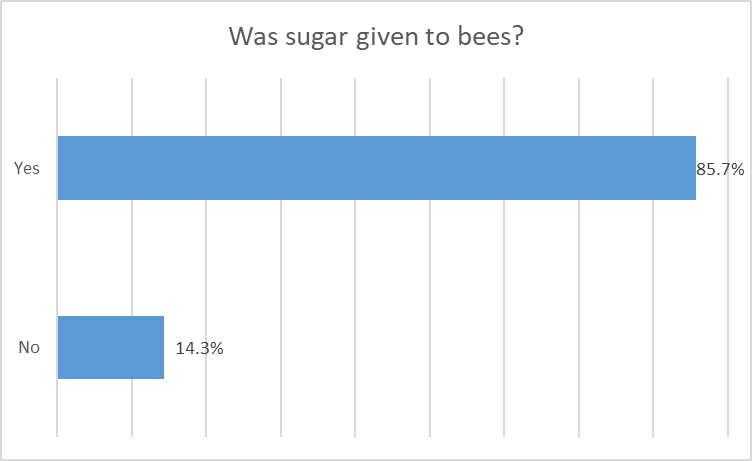 Was sugar given to bees?
Yes
85.7%
No
14.3%